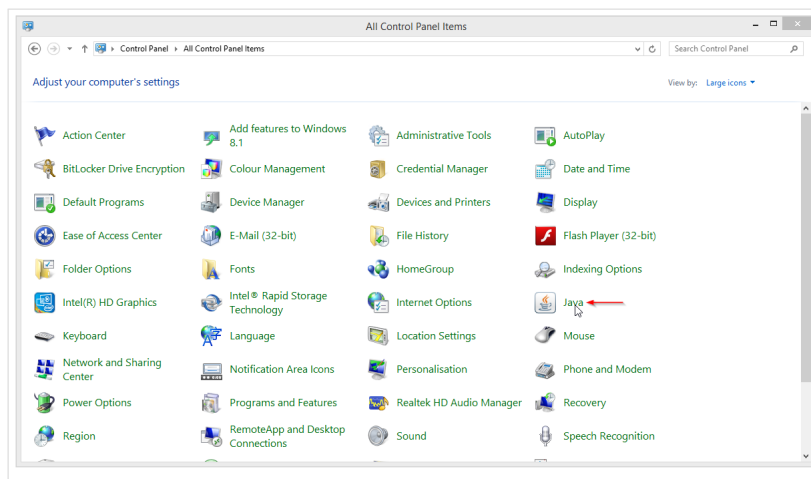 All Control Panel Items
Control Panel All Control Panel Items
Search Control Panel
Adjust your computer's settings
View by: Large icons
Action Center
Add features to Windows
8.1
Administrative Tools
AutoPlay
BitLocker Drive Encryption
Colour Management
Credential Manager
Date and Time
Default Programs
Device Manager
Devices and Printers
Display
Ease of Access Center
E-Mail (32-bit)
File History
Flash Player (32-bit)
Folder Options
Fonts
HomeGroup
Indexing Options
Intel(R) HD Graphics
Intel® Rapid Storage
Technology
Internet Options
Java
Keyboard
Language
Location Settings
Mouse
Network and Sharing
Center
Notification Area Icons
Personalisation
Phone and Modem
Power Options
Programs and Features
Realtek HD Audio Manager
Recovery
Region
RemoteApp and Desktop
Connections
Sound
Speech Recognition